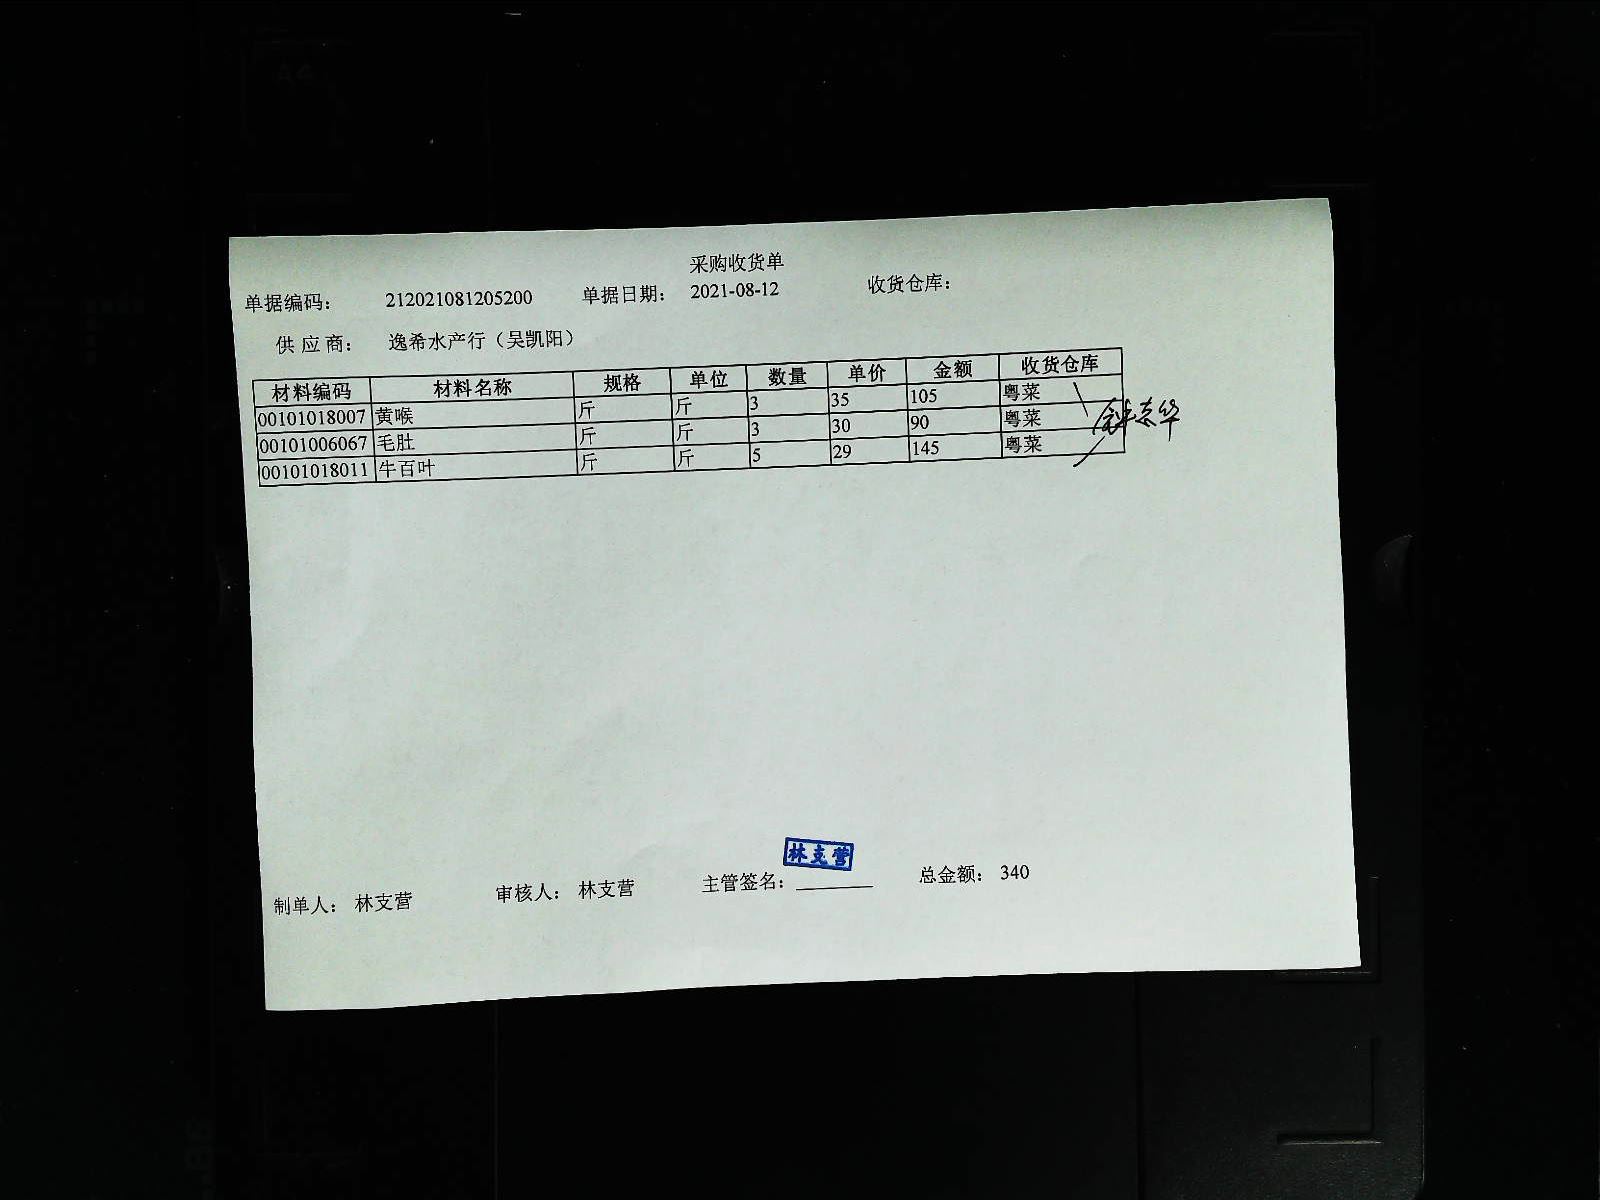 采购收货单
单据编码: 212021081205200 单据日期: 2021-08-12 收货仓库:
供应商: 逸希水产行（吴凯阳）
材料编码 材料名称 规格 单位 数量 单价 金额 收货仓库
00101018007 黄喉 斤 斤 3 35 105 粤菜
00101006067 毛肚 斤 斤 3 30 90 粤菜
00101018011 牛百叶 斤 斤 5 29 145 粤菜
林支营
制单人: 林支营 审核人: 林支营 主管签名: 总金额: 340